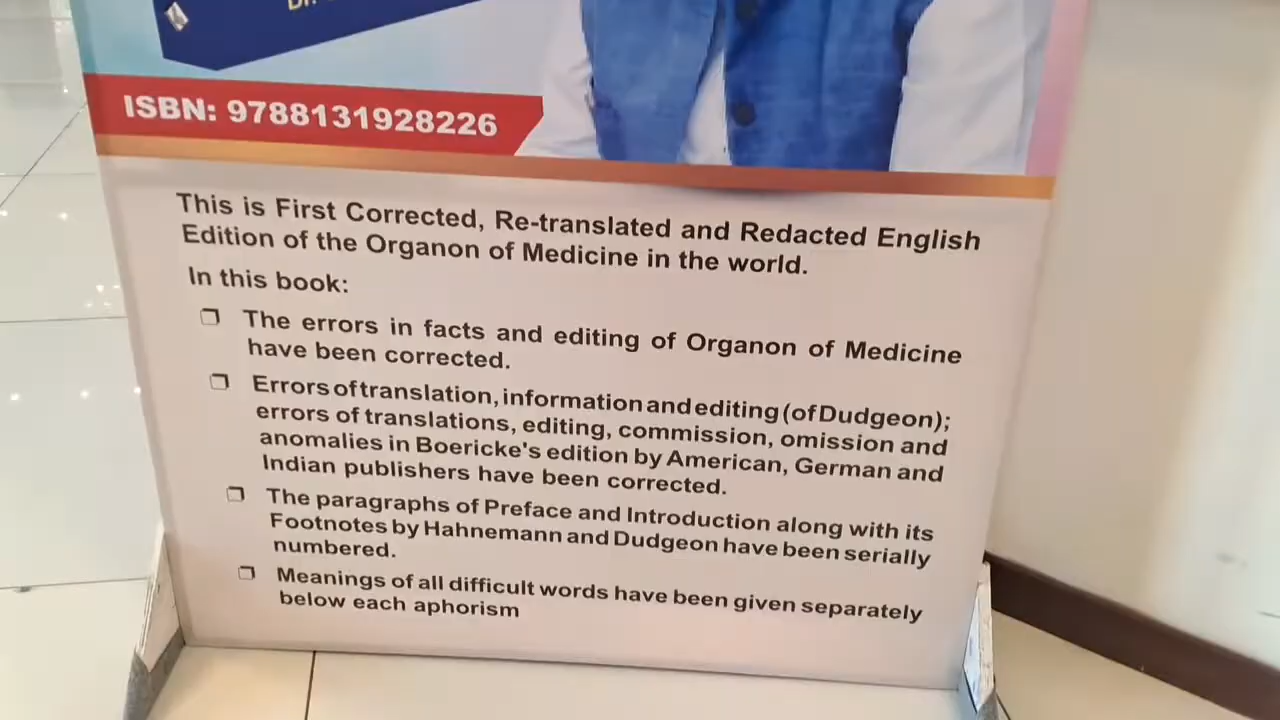 ISBN: 9788131928226
This is First Corrected, Re-translated and Redacted English
Edition of the Organon of Medicine in the world.
In this book:
❐ The errors in facts and editing of Organon of Medicine
have been corrected.
❐ Errors of translation, information and editing (of Dudgeon);
errors of translations, editing, commission, omission and
anomalies in Boericke's edition by American, German and
Indian publishers have been corrected.
❐ The paragraphs of Preface and Introduction along with its
Footnotes by Hahnemann and Dudgeon have been serially
numbered.
❐ Meanings of all difficult words have been given separately
below each aphorism